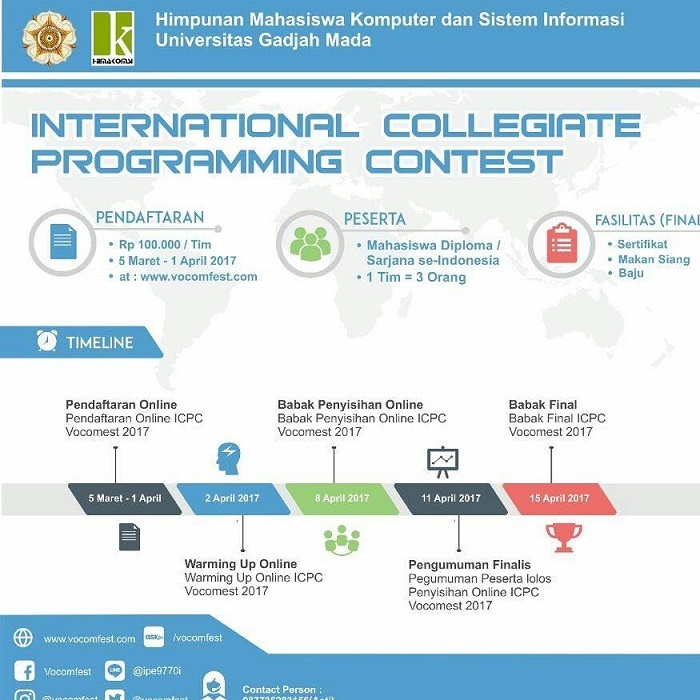 Himpunan Mahasiswa Komputer dan Sistem Informasi
Universitas Gadjah Mada
HIMAKOMSI
INTERNATIONAL COLLEGIATE
PROGRAMMING CONTEST
PENDAFTARAN
• Rp 100.000 / Tim
• 5 Maret - 1 April 2017
• at : www.vocomfest.com
PESERTA
• Mahasiswa Diploma /
Sarjana se-Indonesia
• 1 Tim = 3 Orang
FASILITAS (FINAL
• Sertifikat
• Makan Siang
• Baju
TIMELINE
Pendaftaran Online
Pendaftaran Online ICPC
Vocomest 2017
Babak Penyisihan Online
Babak Penyisihan Online ICPC
Vocomest 2017
Babak Final
Babak Final ICPC
Vocomest 2017
5 Maret - 1 April
2 April 2017
8 April 2017
11 April 2017
15 April 2017
Warming Up Online
Warming Up Online ICPC
Vocomest 2017
Pengumuman Finalis
Pegumuman Peserta lolos
Penyisihan Online ICPC
Vocomest 2017
www.vocomfest.com
/vocomfest
Vocomfest
LINE
@ipe9770i
Contact Person :
@vocomfest